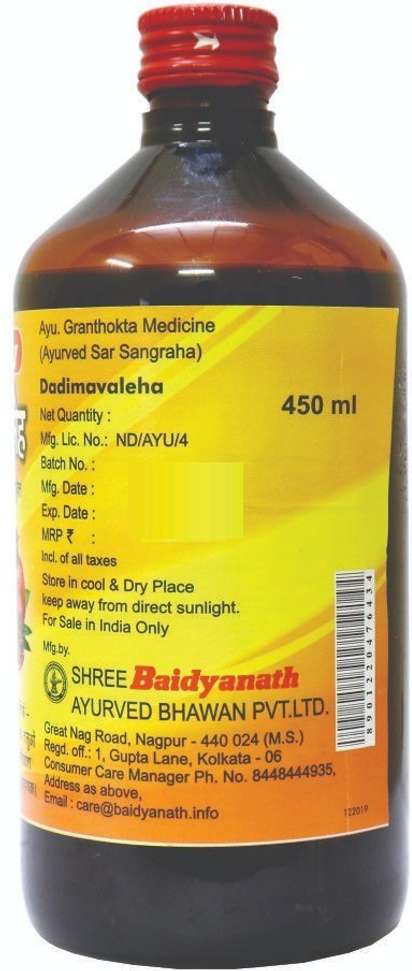 Ayu. Granthokta Medicine
(Ayurved Sar Sangraha)
Dadimavaleha
Net Quantity :
450 ml
Mfg. Lic. No.: ND/AYU/4
Batch No. :
Mfg. Date :
Exp. Date :
MRP ₹ :
Incl. of all taxes
Store in cool & Dry Place
keep away from direct sunlight.
For Sale in India Only
Mfg.by.
SHREE Baidyanath
AYURVED BHAWAN PVT.LTD.
Great Nag Road, Nagpur - 440 024 (M.S.)
Regd. off.: 1, Gupta Lane, Kolkata - 06
Consumer Care Manager Ph. No. 8448444935,
Address as above,
Email : care@baidyanath.info
8901220476434
122019